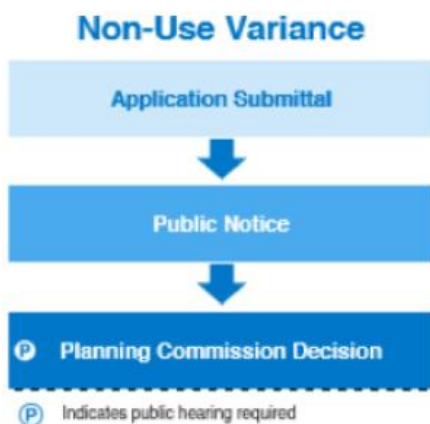 Non-Use Variance
Application Submittal
Public Notice
P Planning Commission Decision
P Indicates public hearing required